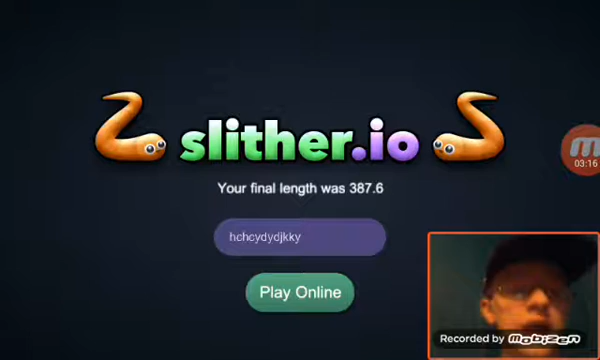 slither.io
Your final length was 387.6
hchcydydjkky
Play Online
03:16
Recorded by mobizen